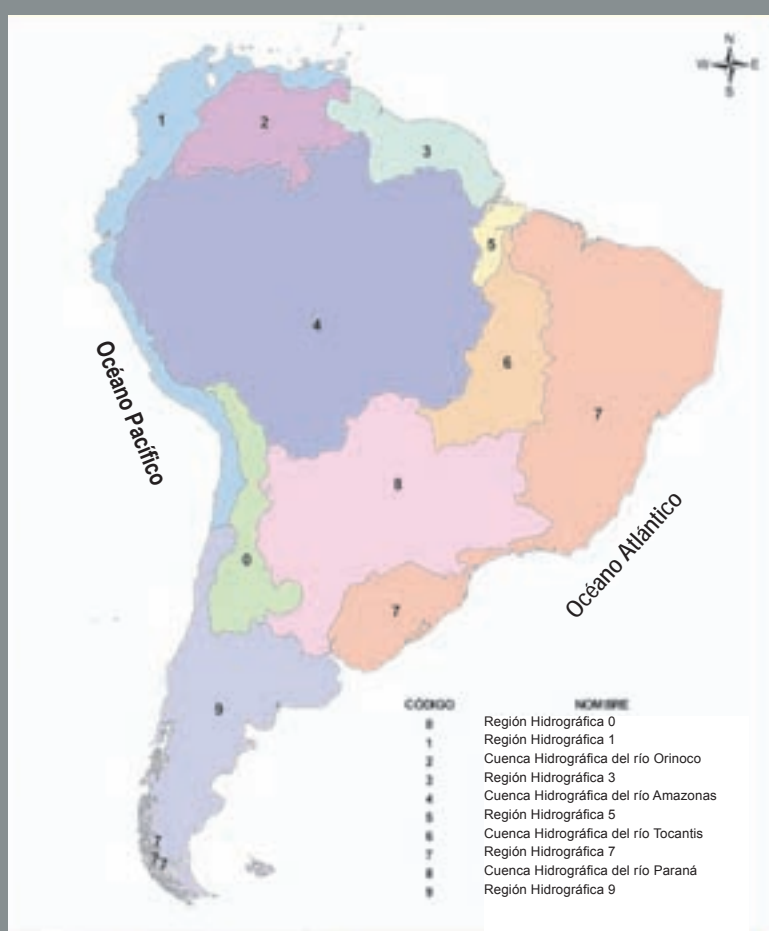 N
W E
S
1
2
3
5
4
6
7
8
0
7
9
Océano Pacífico
Océano Atlántico
7
77
CÓDIGO NOMBRE
0 Región Hidrográfica 0
1 Región Hidrográfica 1
2 Cuenca Hidrográfica del río Orinoco
3 Región Hidrográfica 3
4 Cuenca Hidrográfica del río Amazonas
5 Región Hidrográfica 5
6 Cuenca Hidrográfica del río Tocantis
7 Región Hidrográfica 7
8 Cuenca Hidrográfica del río Paraná
9 Región Hidrográfica 9